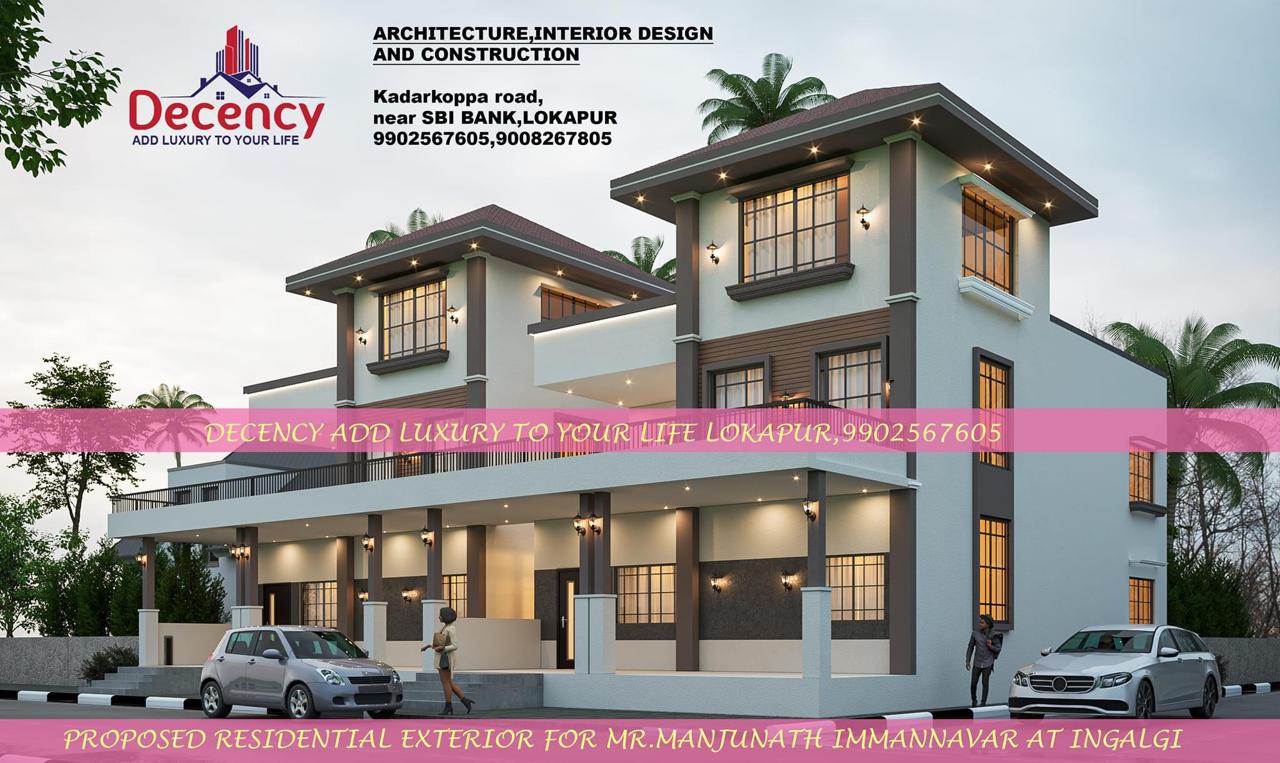 Decency
ADD LUXURY TO YOUR LIFE
ARCHITECTURE,INTERIOR DESIGN
AND CONSTRUCTION
Kadarkoppa road,
near SBI BANK,LOKAPUR
9902567605,9008267805
DECENCY ADD LUXURY TO YOUR LIFE LOKAPUR,9902567605
PROPOSED RESIDENTIAL EXTERIOR FOR MR.MANJUNATH IMMANNAVAR AT INGALGI